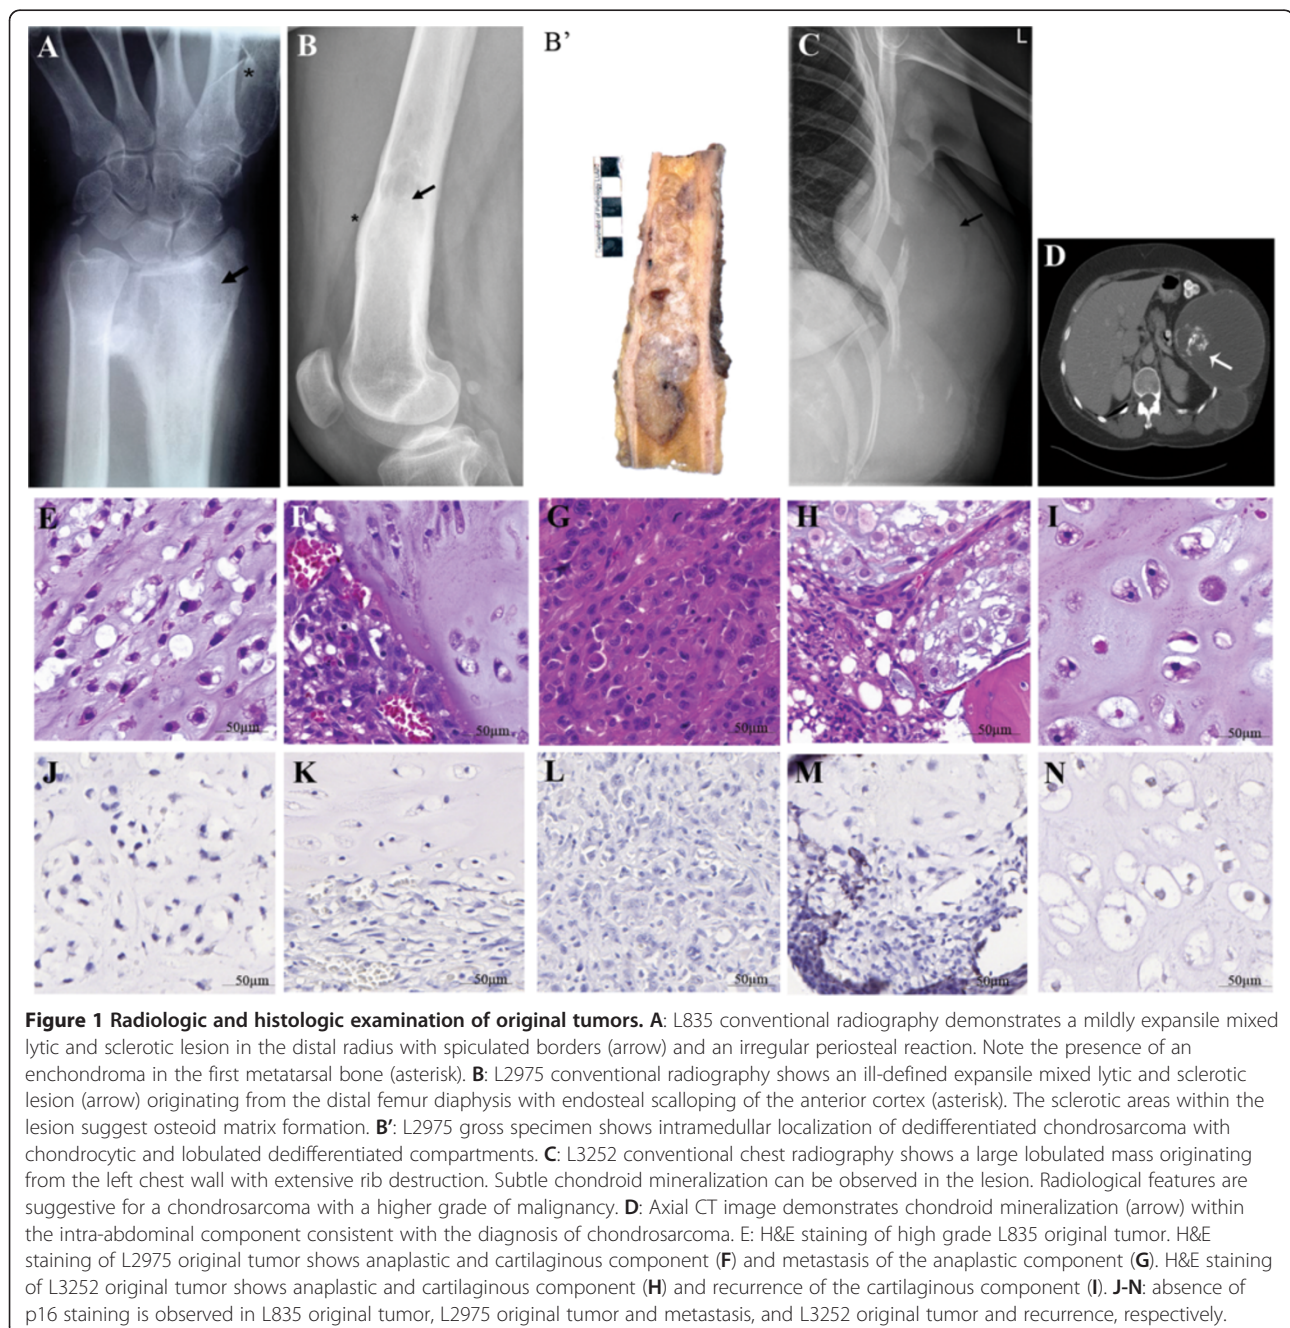 A
*
B
*
B’
Department of Pathology LUMC
C
L
D
E
50µm
F
50µm
G
50µm
H
50µm
I
50µm
J
50µm
K
50µm
L
50µm
M
50µm
N
50µm
Figure 1 Radiologic and histologic examination of original tumors. A: L835 conventional radiography demonstrates a mildly expansile mixed
lytic and sclerotic lesion in the distal radius with spiculated borders (arrow) and an irregular periosteal reaction. Note the presence of an
enchondroma in the first metatarsal bone (asterisk). B: L2975 conventional radiography shows an ill-defined expansile mixed lytic and sclerotic
lesion (arrow) originating from the distal femur diaphysis with endosteal scalloping of the anterior cortex (asterisk). The sclerotic areas within the
lesion suggest osteoid matrix formation. B’: L2975 gross specimen shows intramedullar localization of dedifferentiated chondrosarcoma with
chondrocytic and lobulated dedifferentiated compartments. C: L3252 conventional chest radiography shows a large lobulated mass originating
from the left chest wall with extensive rib destruction. Subtle chondroid mineralization can be observed in the lesion. Radiological features are
suggestive for a chondrosarcoma with a higher grade of malignancy. D: Axial CT image demonstrates chondroid mineralization (arrow) within
the intra-abdominal component consistent with the diagnosis of chondrosarcoma. E: H&E staining of high grade L835 original tumor. H&E
staining of L2975 original tumor shows anaplastic and cartilaginous component (F) and metastasis of the anaplastic component (G). H&E staining
of L3252 original tumor shows anaplastic and cartilaginous component (H) and recurrence of the cartilaginous component (I). J-N: absence of
p16 staining is observed in L835 original tumor, L2975 original tumor and metastasis, and L3252 original tumor and recurrence, respectively.